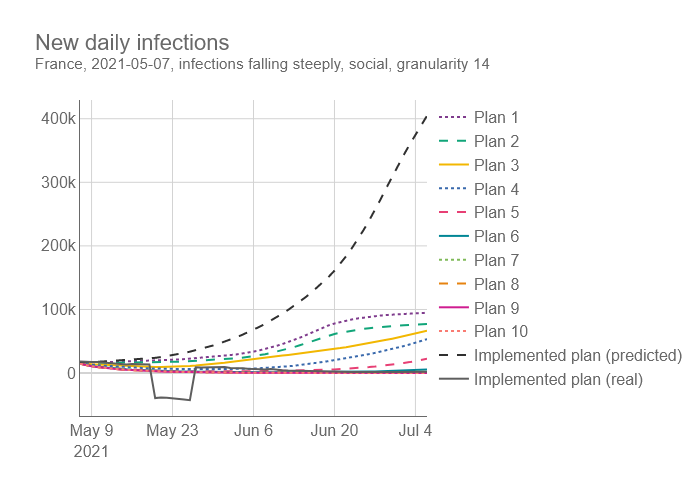 New daily infections
France, 2021-05-07, infections falling steeply, social, granularity 14
400k
300k
200k
100k
0
May 9
2021
May 23
Jun 6
Jun 20
Jul 4
Plan 1
Plan 2
Plan 3
Plan 4
Plan 5
Plan 6
Plan 7
Plan 8
Plan 9
Plan 10
Implemented plan (predicted)
Implemented plan (real)